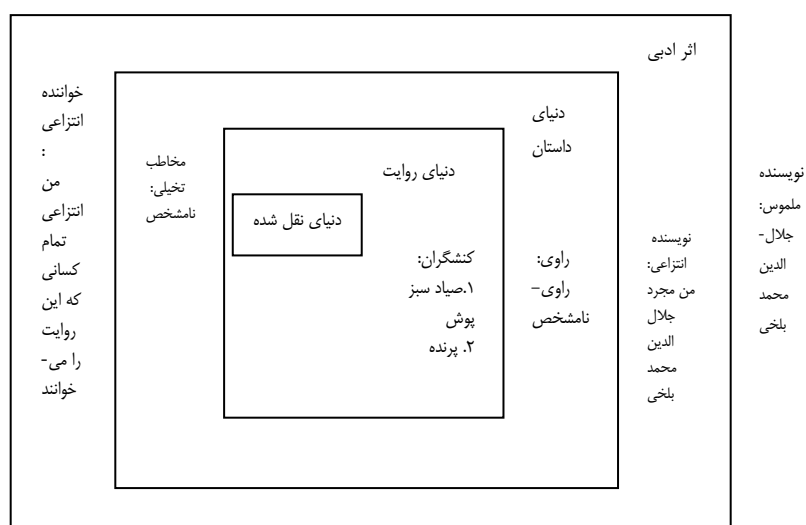 اثر ادبی
نویسنده
ملموس:
جلال-
الدین
محمد
بلخی
نویسنده
انتزاعی:
من مجرد
جلال
الدین
محمد
بلخی
دنیای
داستان
راوی:
راوی-
نامشخص
دنیای روایت
دنیای نقل شده
کنشگران:
۱.صیاد سبز
پوش
۲. پرنده
مخاطب
تخیلی:
نامشخص
خواننده
انتزاعی
:
من
انتزاعی
تمام
کسانی
که این
روایت
را می-
خوانند